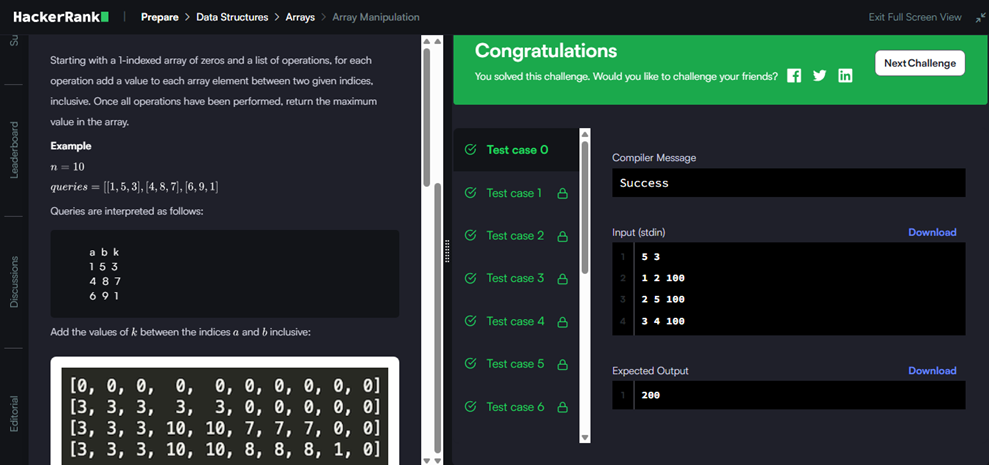 HackerRank
Prepare > Data Structures > Arrays > Array Manipulation
Exit Full Screen View
Su
Leaderboard
Discussions
Editorial
Starting with a 1-indexed array of zeros and a list of operations, for each
operation add a value to each array element between two given indices,
inclusive. Once all operations have been performed, return the maximum
value in the array.
Example
n = 10
queries = [[1, 5, 3], [4, 8, 7], [6, 9, 1]
Queries are interpreted as follows:
a b k
1 5 3
4 8 7
6 9 1
Add the values of k between the indices a and b inclusive:
[0, 0, 0, 0, 0, 0, 0, 0, 0, 0]
[3, 3, 3, 3, 3, 0, 0, 0, 0, 0]
[3, 3, 3, 10, 10, 7, 7, 7, 0, 0]
[3, 3, 3, 10, 10, 8, 8, 8, 1, 0]
Congratulations
You solved this challenge. Would you like to challenge your friends?
Next Challenge
Test case 0
Test case 1
Test case 2
Test case 3
Test case 4
Test case 5
Test case 6
Compiler Message
Success
Input (stdin)
Download
1 5 3
2 1 2 100
3 2 5 100
4 3 4 100
Expected Output
Download
1 200